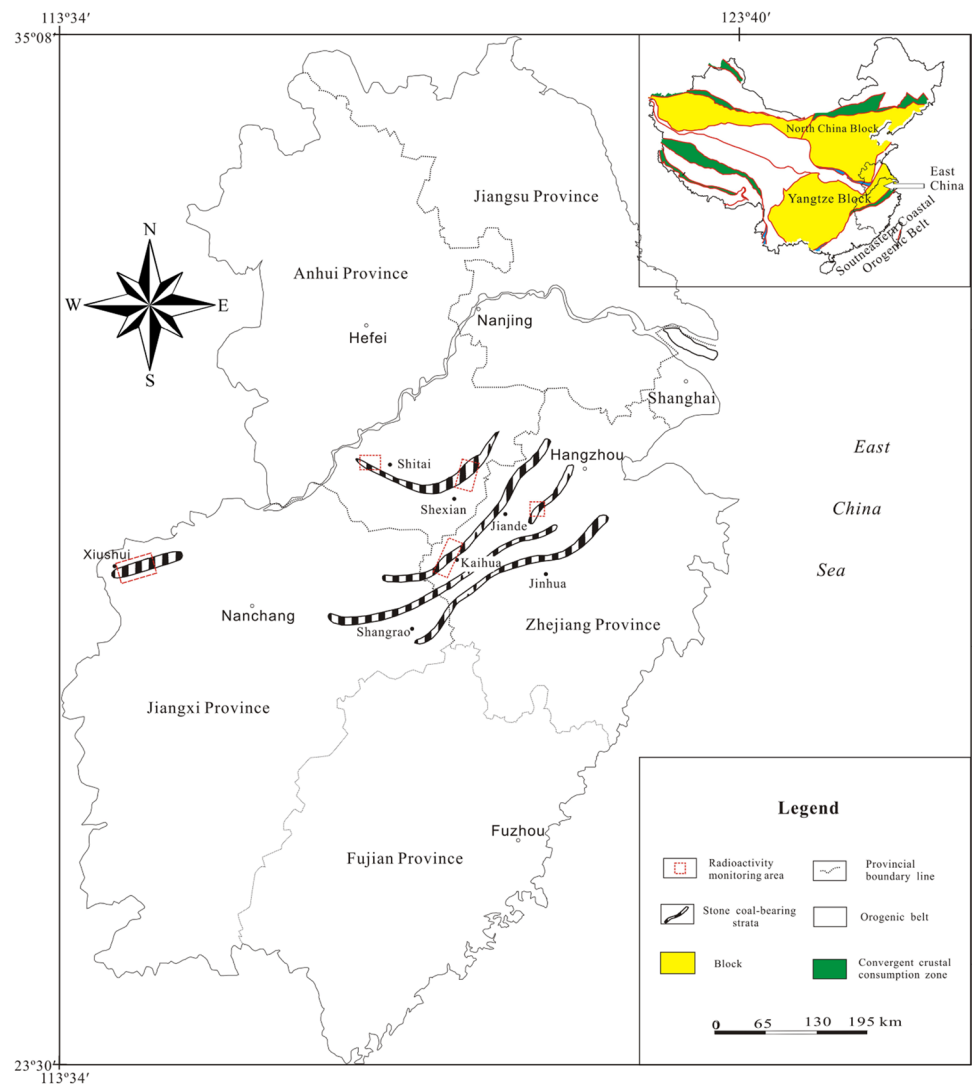 113°34′
123°40′
35°08′
North China Block
East
China
Yangtze Block
Southeastern Coastal
Orogenic Belt
Jiangsu Province
N
Anhui Province
W
E
Nanjing
Hefei
S
Shanghai
East
Hangzhou
Shitai
Shexian
China
Jiande
Xiushui
Kaihua
Sea
Jinhua
Nanchang
Shangrao
Zhejiang Province
Jiangxi Province
Legend
Fuzhou
Fujian Province
Radioactivity
monitoring area
Provincial
boundary line
Stone coal-bearing
strata
Orogenic belt
Block
Convergent crustal
consumption zone
0 65 130 195 km
23°30′
113°34′